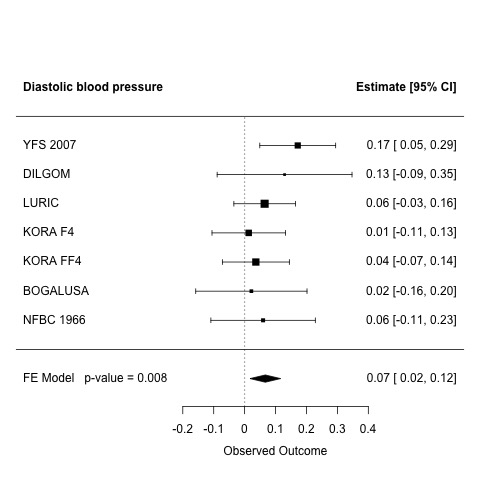 Diastolic blood pressure Estimate [95% CI]
YFS 2007 0.17 [ 0.05, 0.29]
DILGOM 0.13 [-0.09, 0.35]
LURIC 0.06 [-0.03, 0.16]
KORA F4 0.01 [-0.11, 0.13]
KORA FF4 0.04 [-0.07, 0.14]
BOGALUSA 0.02 [-0.16, 0.20]
NFBC 1966 0.06 [-0.11, 0.23]
FE Model p-value = 0.008 0.07 [ 0.02, 0.12]
-0.2 -0.1 0 0.1 0.2 0.3 0.4
Observed Outcome